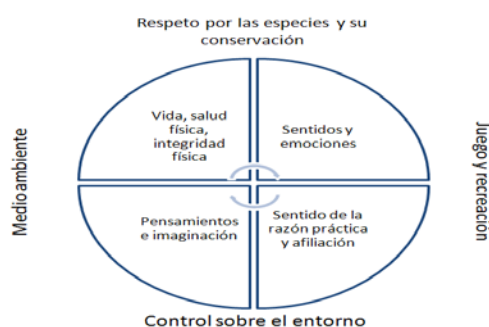 Respeto por las especies y su
conservación
Medio ambiente
Vida, salud
física,
integridad
física
Sentidos y
emociones
Juego y recreación
Pensamientos
e imaginación
Sentido de la
razón práctica
y afiliación
Control sobre el entorno